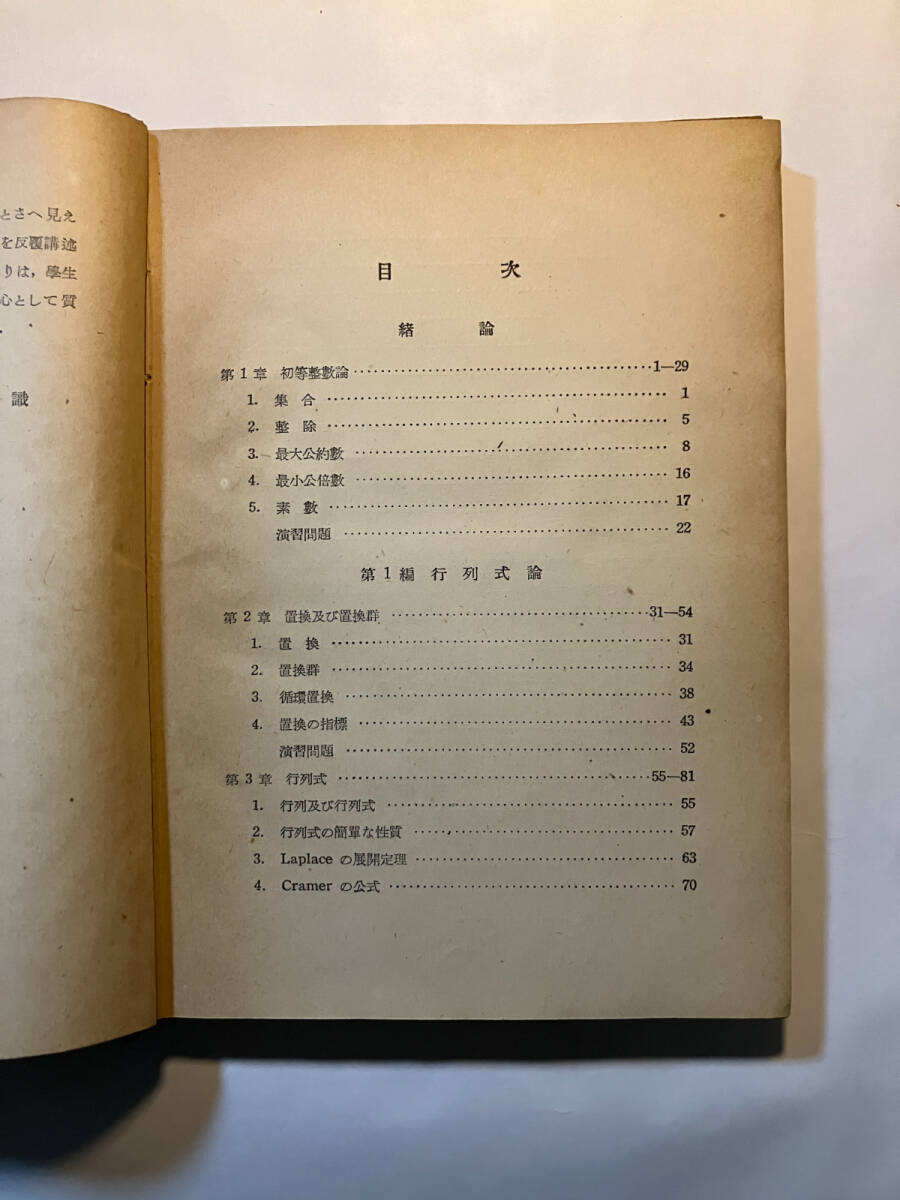 とさへ見え
を反覆講述
りは，學生
心として質
識
目次
緒論
第1章 初等整數論 1—29
1. 集合 1
2. 整除 5
3. 最大公約數 8
4. 最小公倍數 16
5. 素數 17
演習問題 22
第1編 行列式論
第2章 置換及び置換群 31—54
1. 置換 31
2. 置換群 34
3. 循環置換 38
4. 置換の指標 43
演習問題 52
第3章 行列式 55—81
1. 行列及び行列式 55
2. 行列式の簡單な性質 57
3. Laplace の展開定理 63
4. Cramer の公式 70